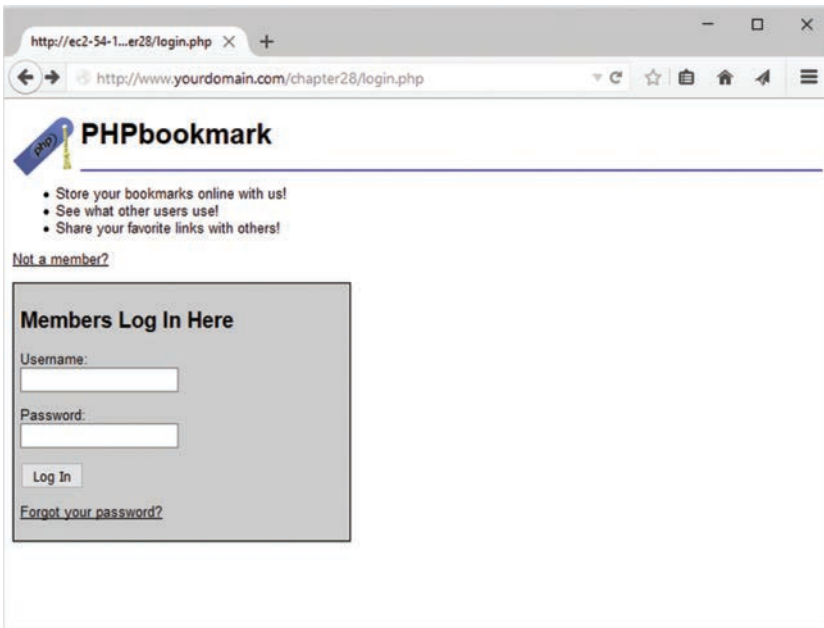 http://ec2-54-1...er28/login.php
http://www.yourdomain.com/chapter28/login.php
php
PHPbookmark
• Store your bookmarks online with us!
• See what other users use!
• Share your favorite links with others!
Not a member?
Members Log In Here
Username:
Password:
Log In
Forgot your password?